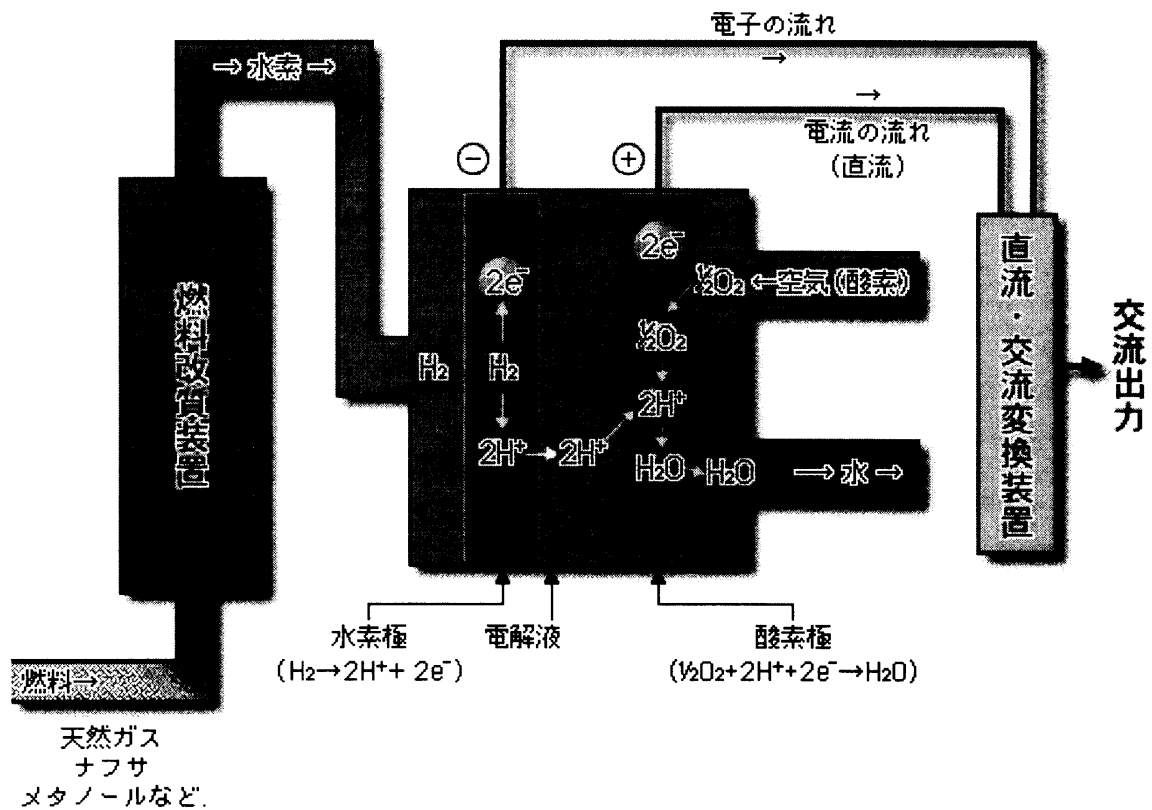 電子の流れ
→
→ 水素 →
→
電流の流れ
(直流)
⊖
⊕
2e⁻
2e⁻
½O₂ ←空気(酸素)
½O₂
H₂
H₂
2H⁺
2H⁺ → 2H⁺
H₂O → H₂O
→ 水 →
燃料改質装置
直流・交流変換装置
交流出力
水素極
(H₂→2H⁺+ 2e⁻)
電解液
酸素極
(½O₂+2H⁺+2e⁻→H₂O)
燃料→
天然ガス
ナフサ
メタノールなど.